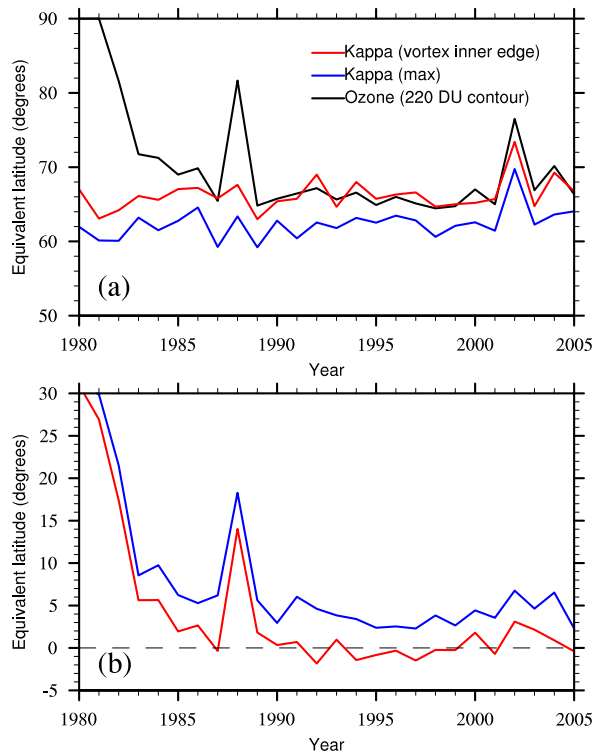 90
80
70
60
50
Equivalent latitude (degrees)
Kappa (vortex inner edge)
Kappa (max)
Ozone (220 DU contour)
(a)
1980 1985 1990 1995 2000 2005
Year
30
25
20
15
10
5
0
-5
Equivalent latitude (degrees)
(b)
1980 1985 1990 1995 2000 2005
Year